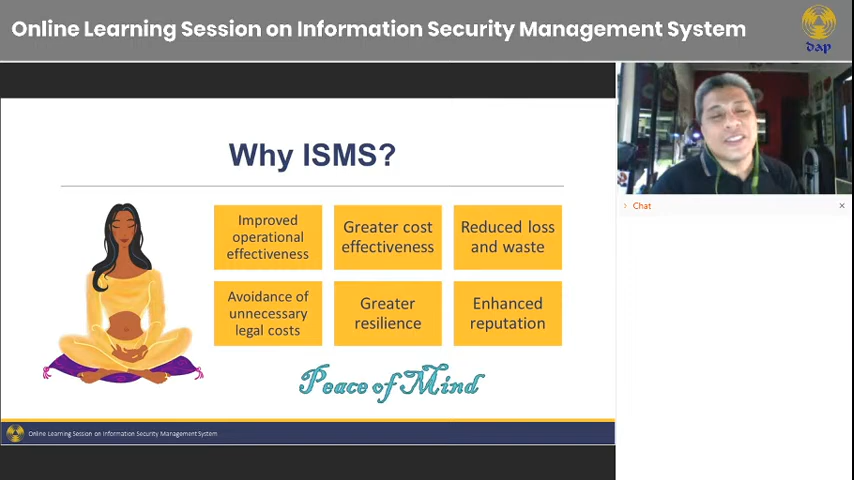 Online Learning Session on Information Security Management System
dap
Why ISMS?
Improved
operational
effectiveness
Greater cost
effectiveness
Reduced loss
and waste
Avoidance of
unnecessary
legal costs
Greater
resilience
Enhanced
reputation
Peace of Mind
Online Learning Session on Information Security Management System
Chat